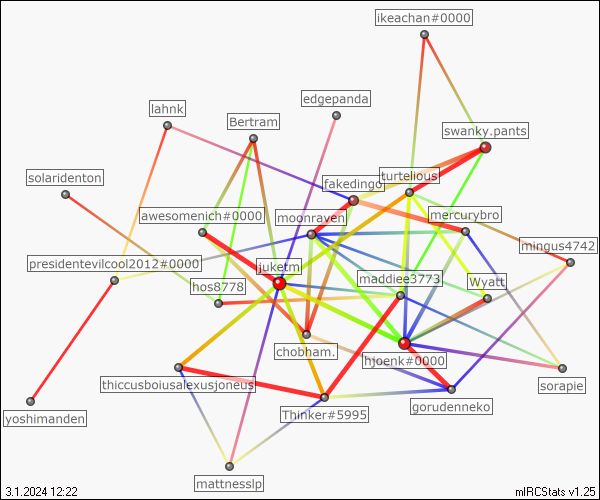 ikeachan#0000
edgepanda
lahnk
Bertram
swanky.pants
solaridenton
turtelious
fakedingo
awesomenich#0000
moonraven
mercurybro
mingus4742
presidentevilcool2012#0000
juketm
maddiee3773
Wyatt
hos8778
chobham.
hjoenk#0000
thiccusboiusalexusjoneus
sorapie
yoshimanden
Thinker#5995
gorudenneko
mattnesslp
3.1.2024 12:22
mIRCStats v1.25